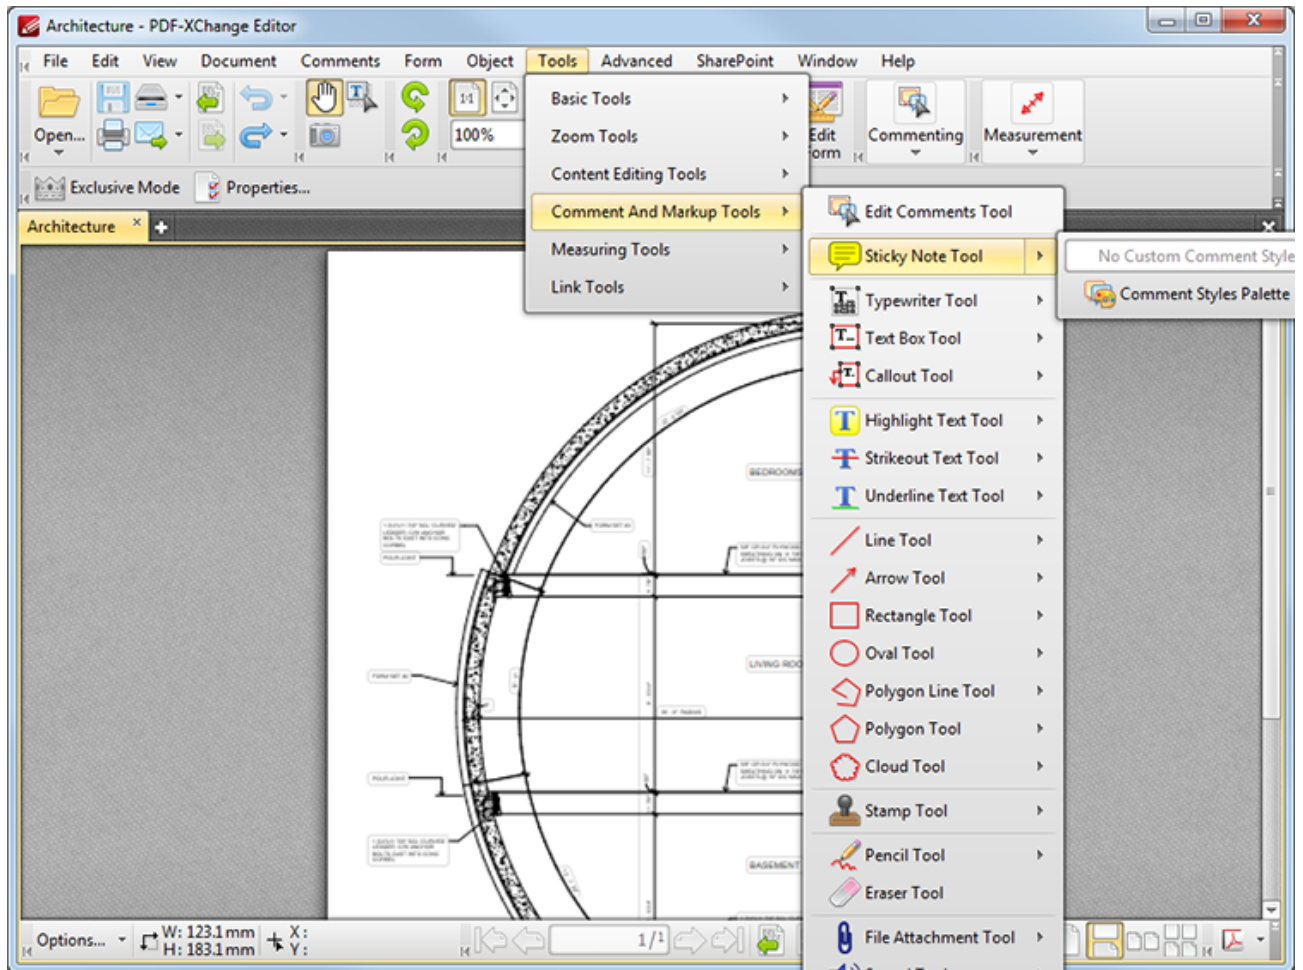 Architecture - PDF-XChange Editor
File Edit View Document Comments Form Object Tools Advanced SharePoint Window Help
Open...
100%
Edit
Form
Commenting
Measurement
Exclusive Mode Properties...
Architecture
Basic Tools
Zoom Tools
Content Editing Tools
Comment And Markup Tools
Measuring Tools
Link Tools
Edit Comments Tool
Sticky Note Tool
Typewriter Tool
Text Box Tool
Callout Tool
Highlight Text Tool
Strikeout Text Tool
Underline Text Tool
Line Tool
Arrow Tool
Rectangle Tool
Oval Tool
Polygon Line Tool
Polygon Tool
Cloud Tool
Stamp Tool
Pencil Tool
Eraser Tool
File Attachment Tool
No Custom Comment Style
Comment Styles Palette
BEDROOMS
LIVING ROO
BASEMENT
Options...
W: 123.1 mm
H: 183.1 mm
X:
Y:
1/1